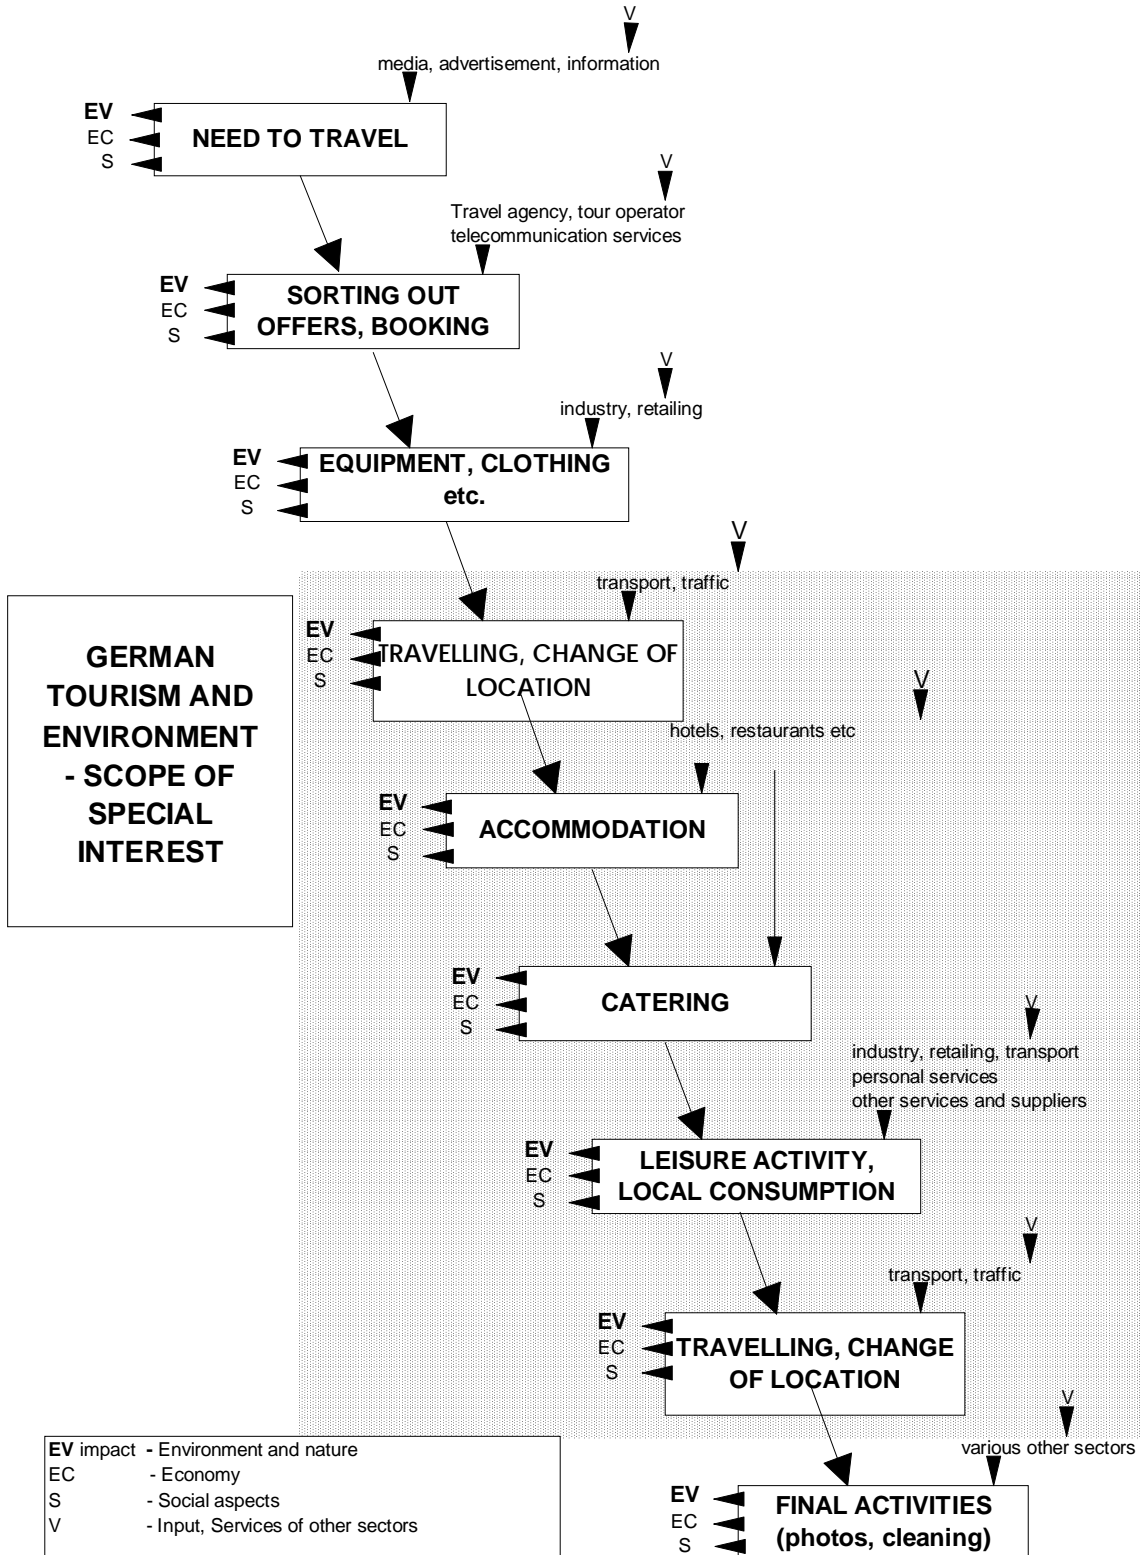 V
media, advertisement, information
EV
EC
S
NEED TO TRAVEL
V
Travel agency, tour operator
telecommunication services
EV
EC
S
SORTING OUT
OFFERS, BOOKING
V
industry, retailing
EV
EC
S
EQUIPMENT, CLOTHING
etc.
V
transport, traffic
GERMAN
TOURISM AND
ENVIRONMENT
- SCOPE OF
SPECIAL
INTEREST
EV
EC
S
TRAVELLING, CHANGE OF
LOCATION
V
hotels, restaurants etc
EV
EC
S
ACCOMMODATION
EV
EC
S
CATERING
V
industry, retailing, transport
personal services
other services and suppliers
EV
EC
S
LEISURE ACTIVITY,
LOCAL CONSUMPTION
V
transport, traffic
EV
EC
S
TRAVELLING, CHANGE
OF LOCATION
V
various other sectors
EV
EC
S
FINAL ACTIVITIES
(photos, cleaning)
EV impact - Environment and nature
EC - Economy
S - Social aspects
V - Input, Services of other sectors